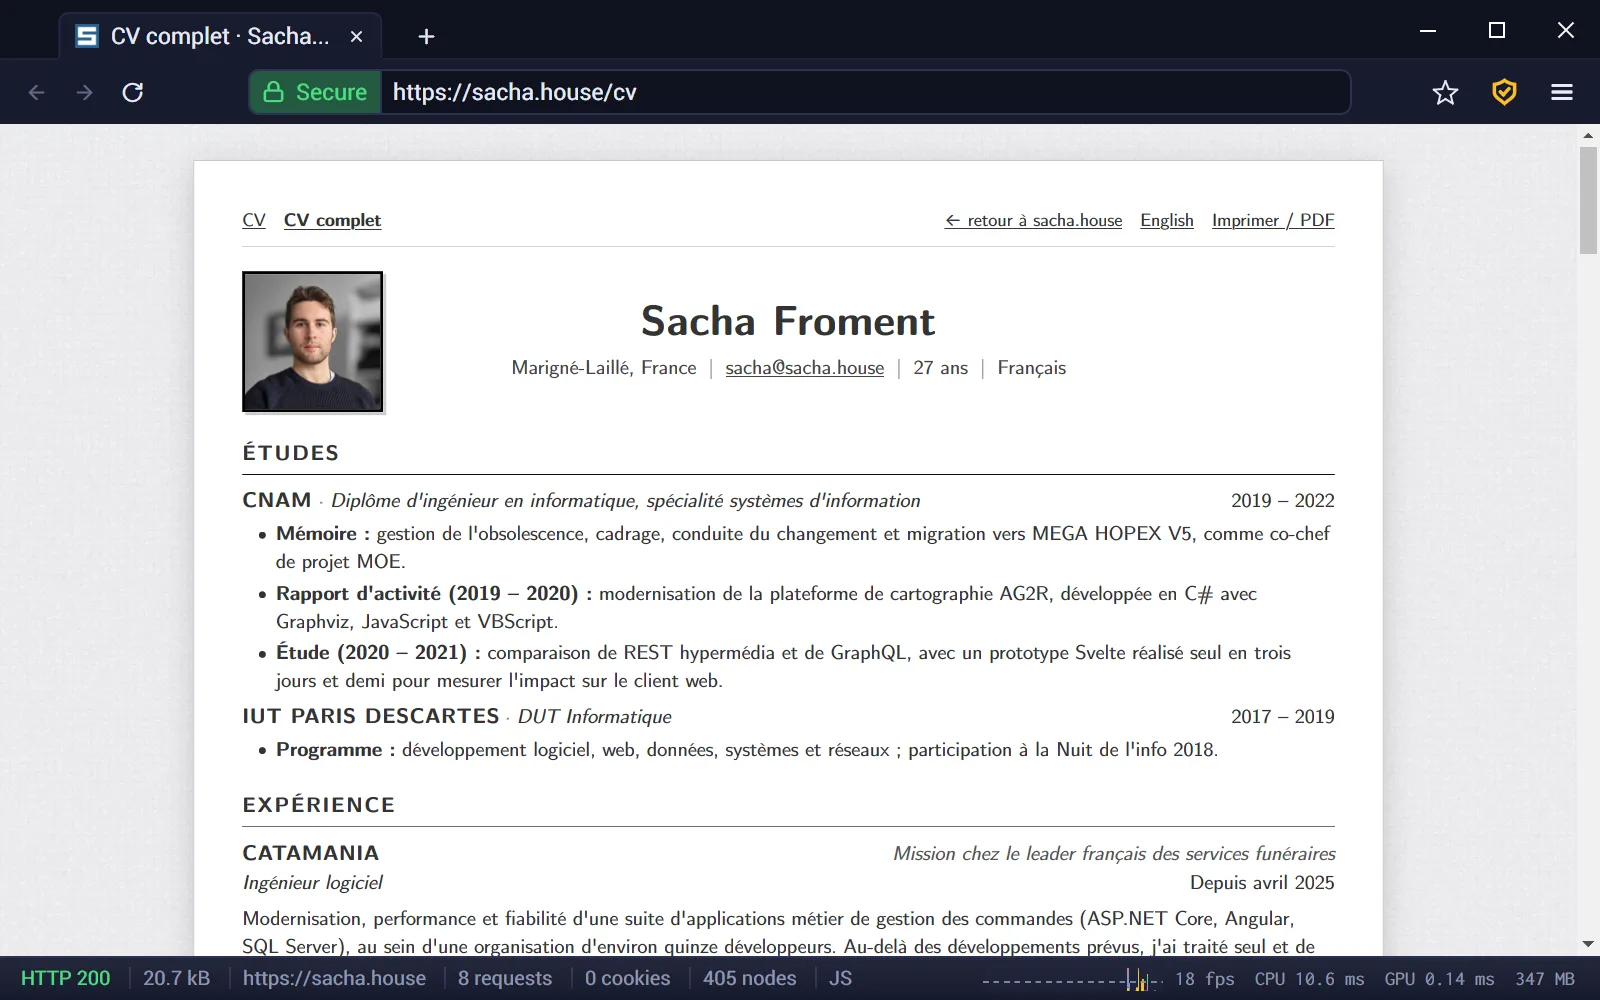 CV complet · Sacha...
Secure
https://sacha.house/cv
CV CV complet
← retour à sacha.house English Imprimer / PDF
Sacha Froment
Marigné-Laillé, France | sacha@sacha.house | 27 ans | Français
ÉTUDES
CNAM · Diplôme d'ingénieur en informatique, spécialité systèmes d'information 2019 – 2022
• Mémoire : gestion de l'obsolescence, cadrage, conduite du changement et migration vers MEGA HOPEX V5, comme co-chef
de projet MOE.
• Rapport d'activité (2019 – 2020) : modernisation de la plateforme de cartographie AG2R, développée en C# avec
Graphviz, JavaScript et VBScript.
• Étude (2020 – 2021) : comparaison de REST hypermédia et de GraphQL, avec un prototype Svelte réalisé seul en trois
jours et demi pour mesurer l'impact sur le client web.
IUT PARIS DESCARTES · DUT Informatique 2017 – 2019
• Programme : développement logiciel, web, données, systèmes et réseaux ; participation à la Nuit de l'info 2018.
EXPÉRIENCE
CATAMANIA Mission chez le leader français des services funéraires
Ingénieur logiciel Depuis avril 2025
Modernisation, performance et fiabilité d'une suite d'applications métier de gestion des commandes (ASP.NET Core, Angular,
SQL Server), au sein d'une organisation d'environ quinze développeurs. Au-delà des développements prévus, j'ai traité seul et de
HTTP 200 20.7 kB https://sacha.house 8 requests 0 cookies 405 nodes JS 18 fps CPU 10.6 ms GPU 0.14 ms 347 MB